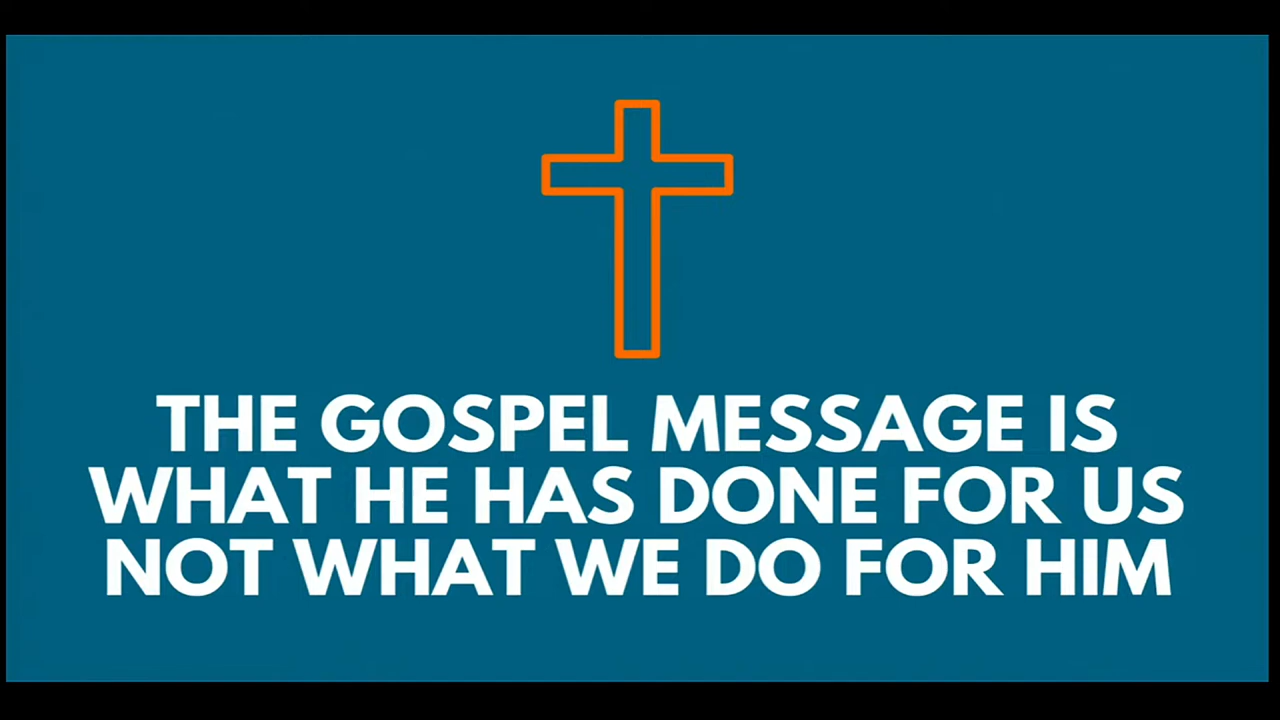 THE GOSPEL MESSAGE IS
WHAT HE HAS DONE FOR US
NOT WHAT WE DO FOR HIM